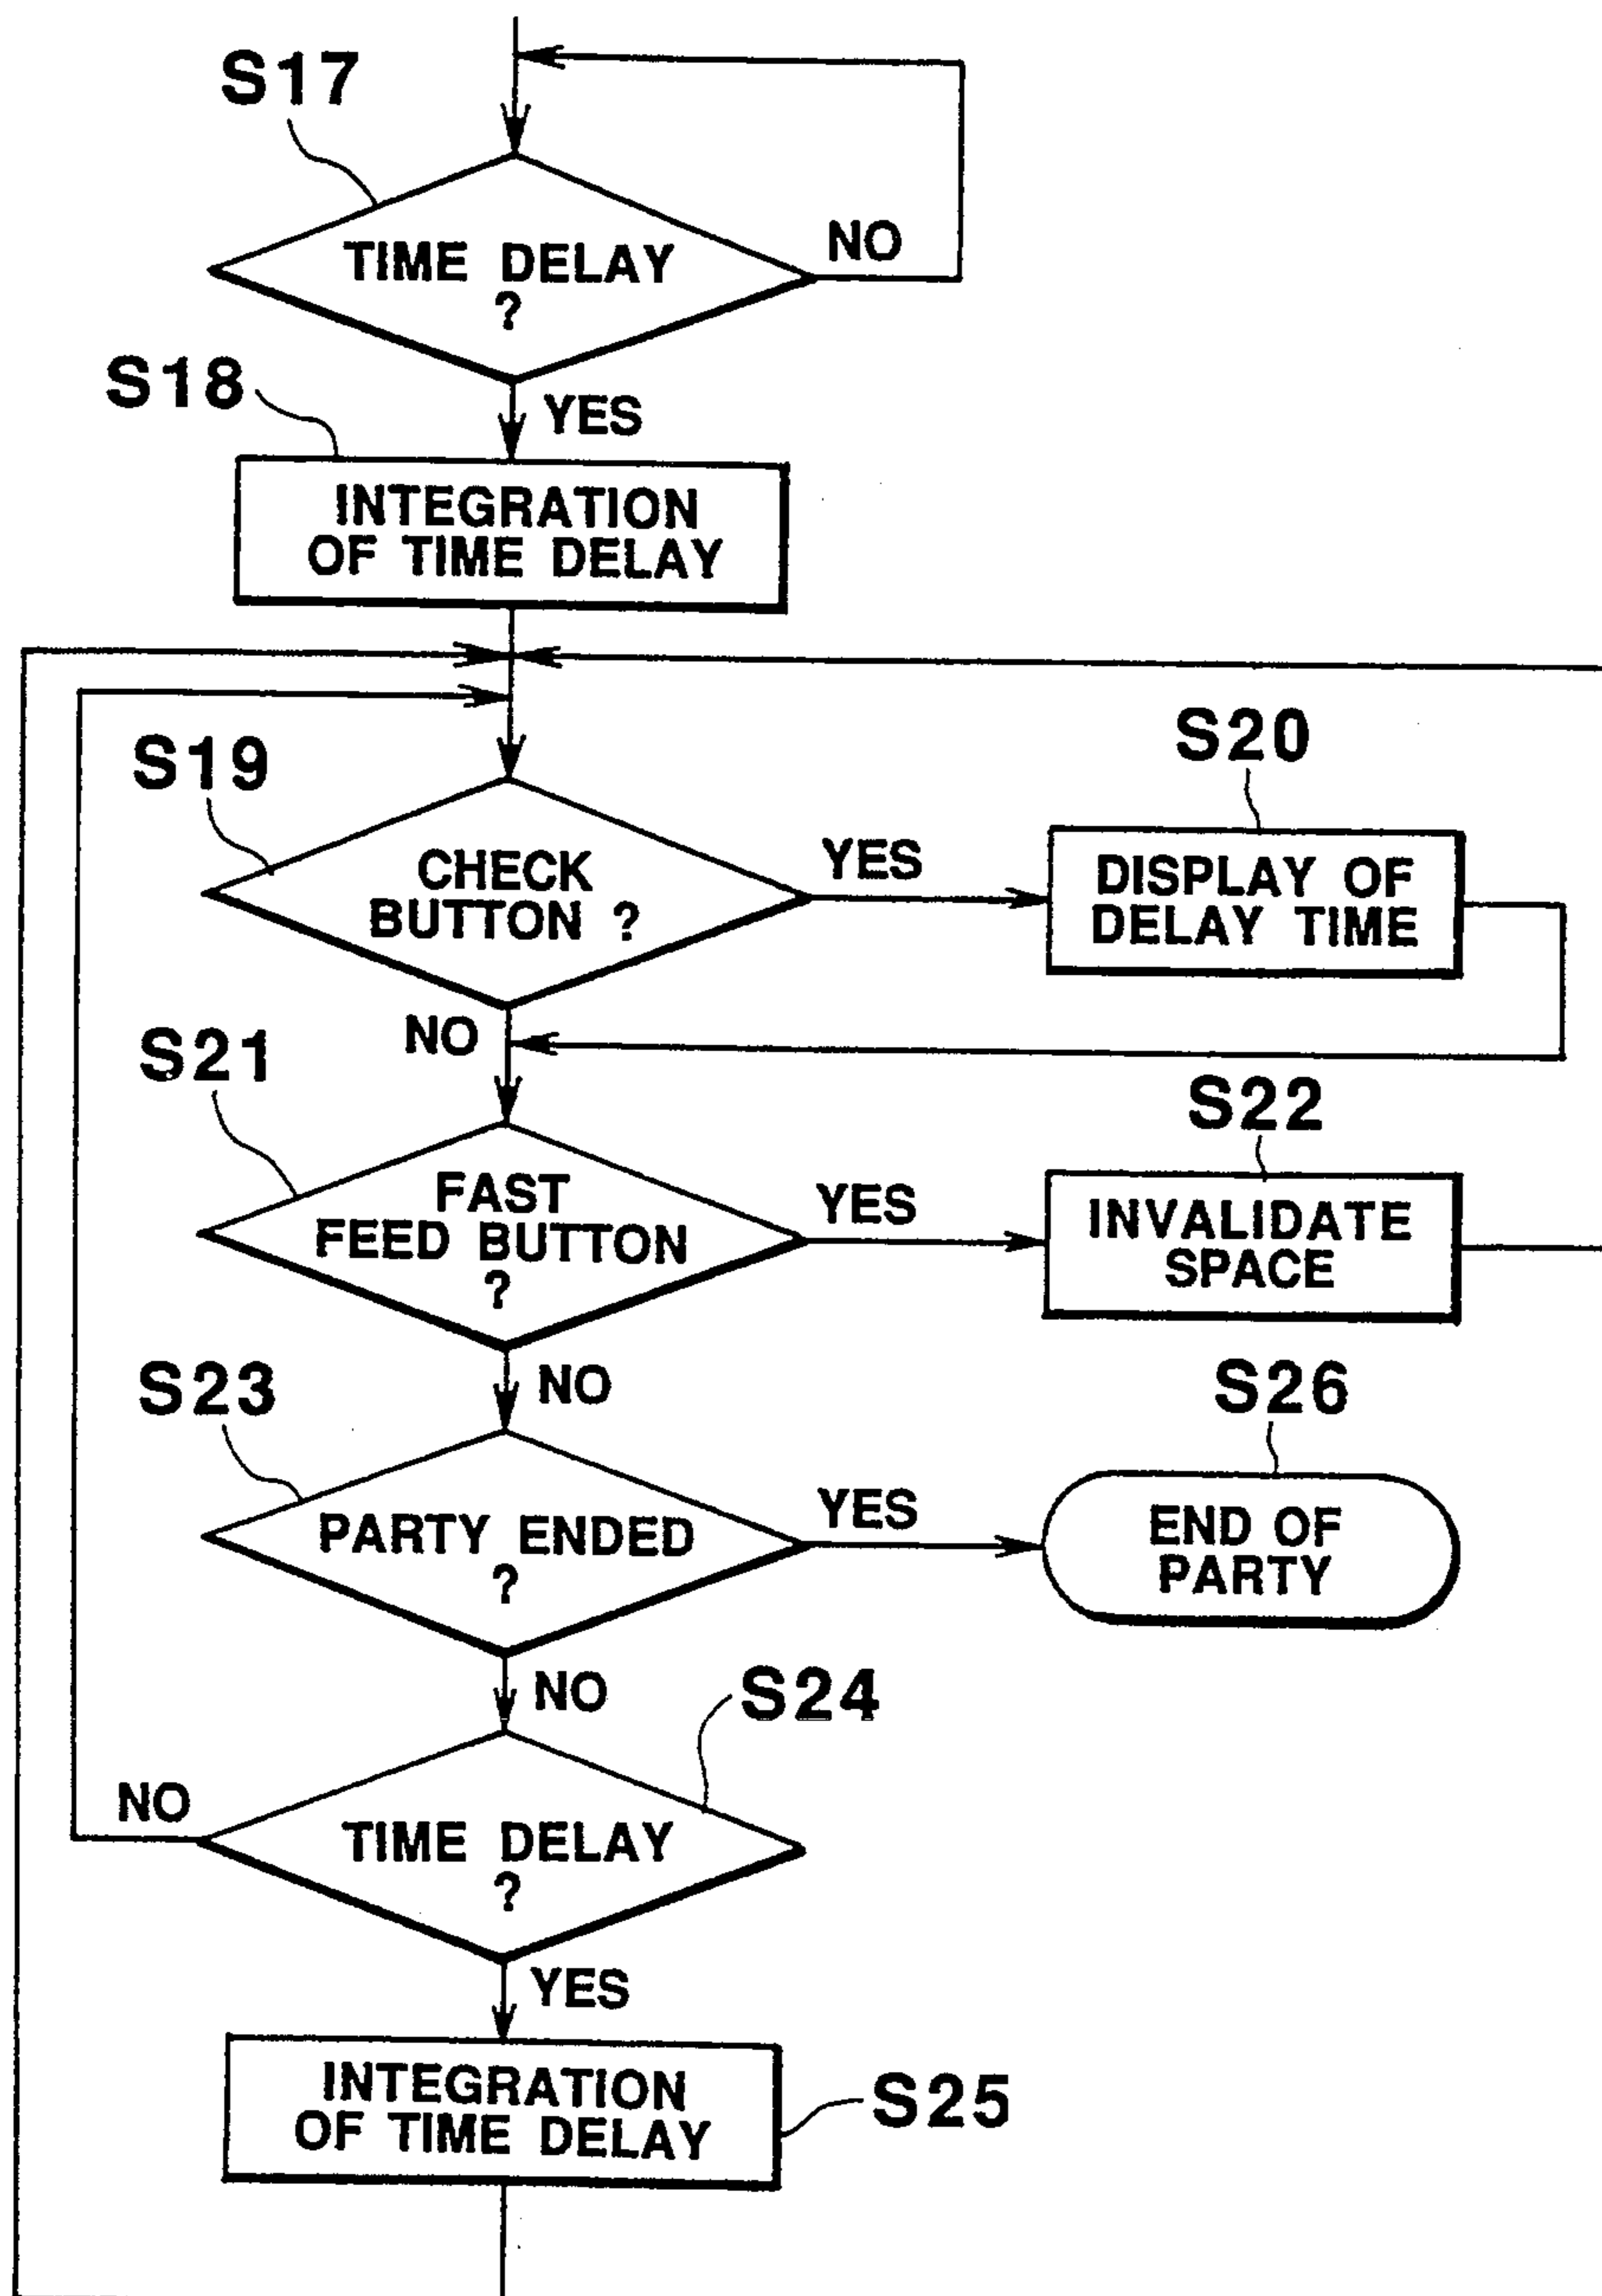 S17
TIME DELAY
?
NO
YES
S18
INTEGRATION
OF TIME DELAY
S19
CHECK
BUTTON ?
YES
S20
DISPLAY OF
DELAY TIME
NO
S21
FAST
FEED BUTTON
?
YES
S22
INVALIDATE
SPACE
NO
S23
PARTY ENDED
?
YES
S26
END OF
PARTY
NO
S24
TIME DELAY
?
NO
YES
INTEGRATION
OF TIME DELAY
S25